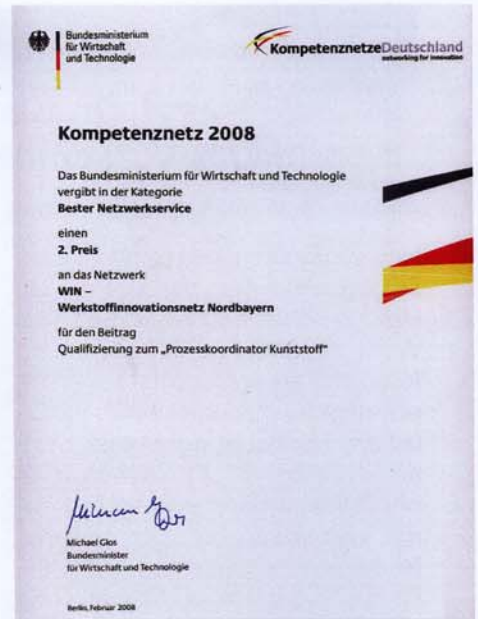 Bundesministerium
für Wirtschaft
und Technologie
KompetenznetzeDeutschland
networking for innovation
Kompetenznetz 2008
Das Bundesministerium für Wirtschaft und Technologie
vergibt in der Kategorie
Bester Netzwerkservice
einen
2. Preis
an das Netzwerk
WIN –
Werkstoffinnovationsnetz Nordbayern
für den Beitrag
Qualifizierung zum „Prozesskoordinator Kunststoff"
Michael Glos
Bundesminister
für Wirtschaft und Technologie
Berlin, Februar 2008